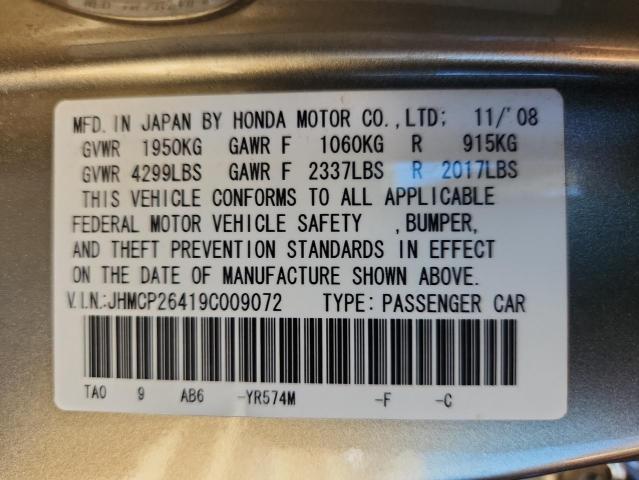 MFD. IN JAPAN BY HONDA MOTOR CO.,LTD; 11/'08
GVWR 1950KG GAWR F 1060KG R 915KG
GVWR 4299LBS GAWR F 2337LBS R 2017LBS
THIS VEHICLE CONFORMS TO ALL APPLICABLE
FEDERAL MOTOR VEHICLE SAFETY , BUMPER,
AND THEFT PREVENTION STANDARDS IN EFFECT
ON THE DATE OF MANUFACTURE SHOWN ABOVE.
V.I.N.:JHMCP26419C009072 TYPE: PASSENGER CAR
TA0 9 AB6 -YR574M -F -C